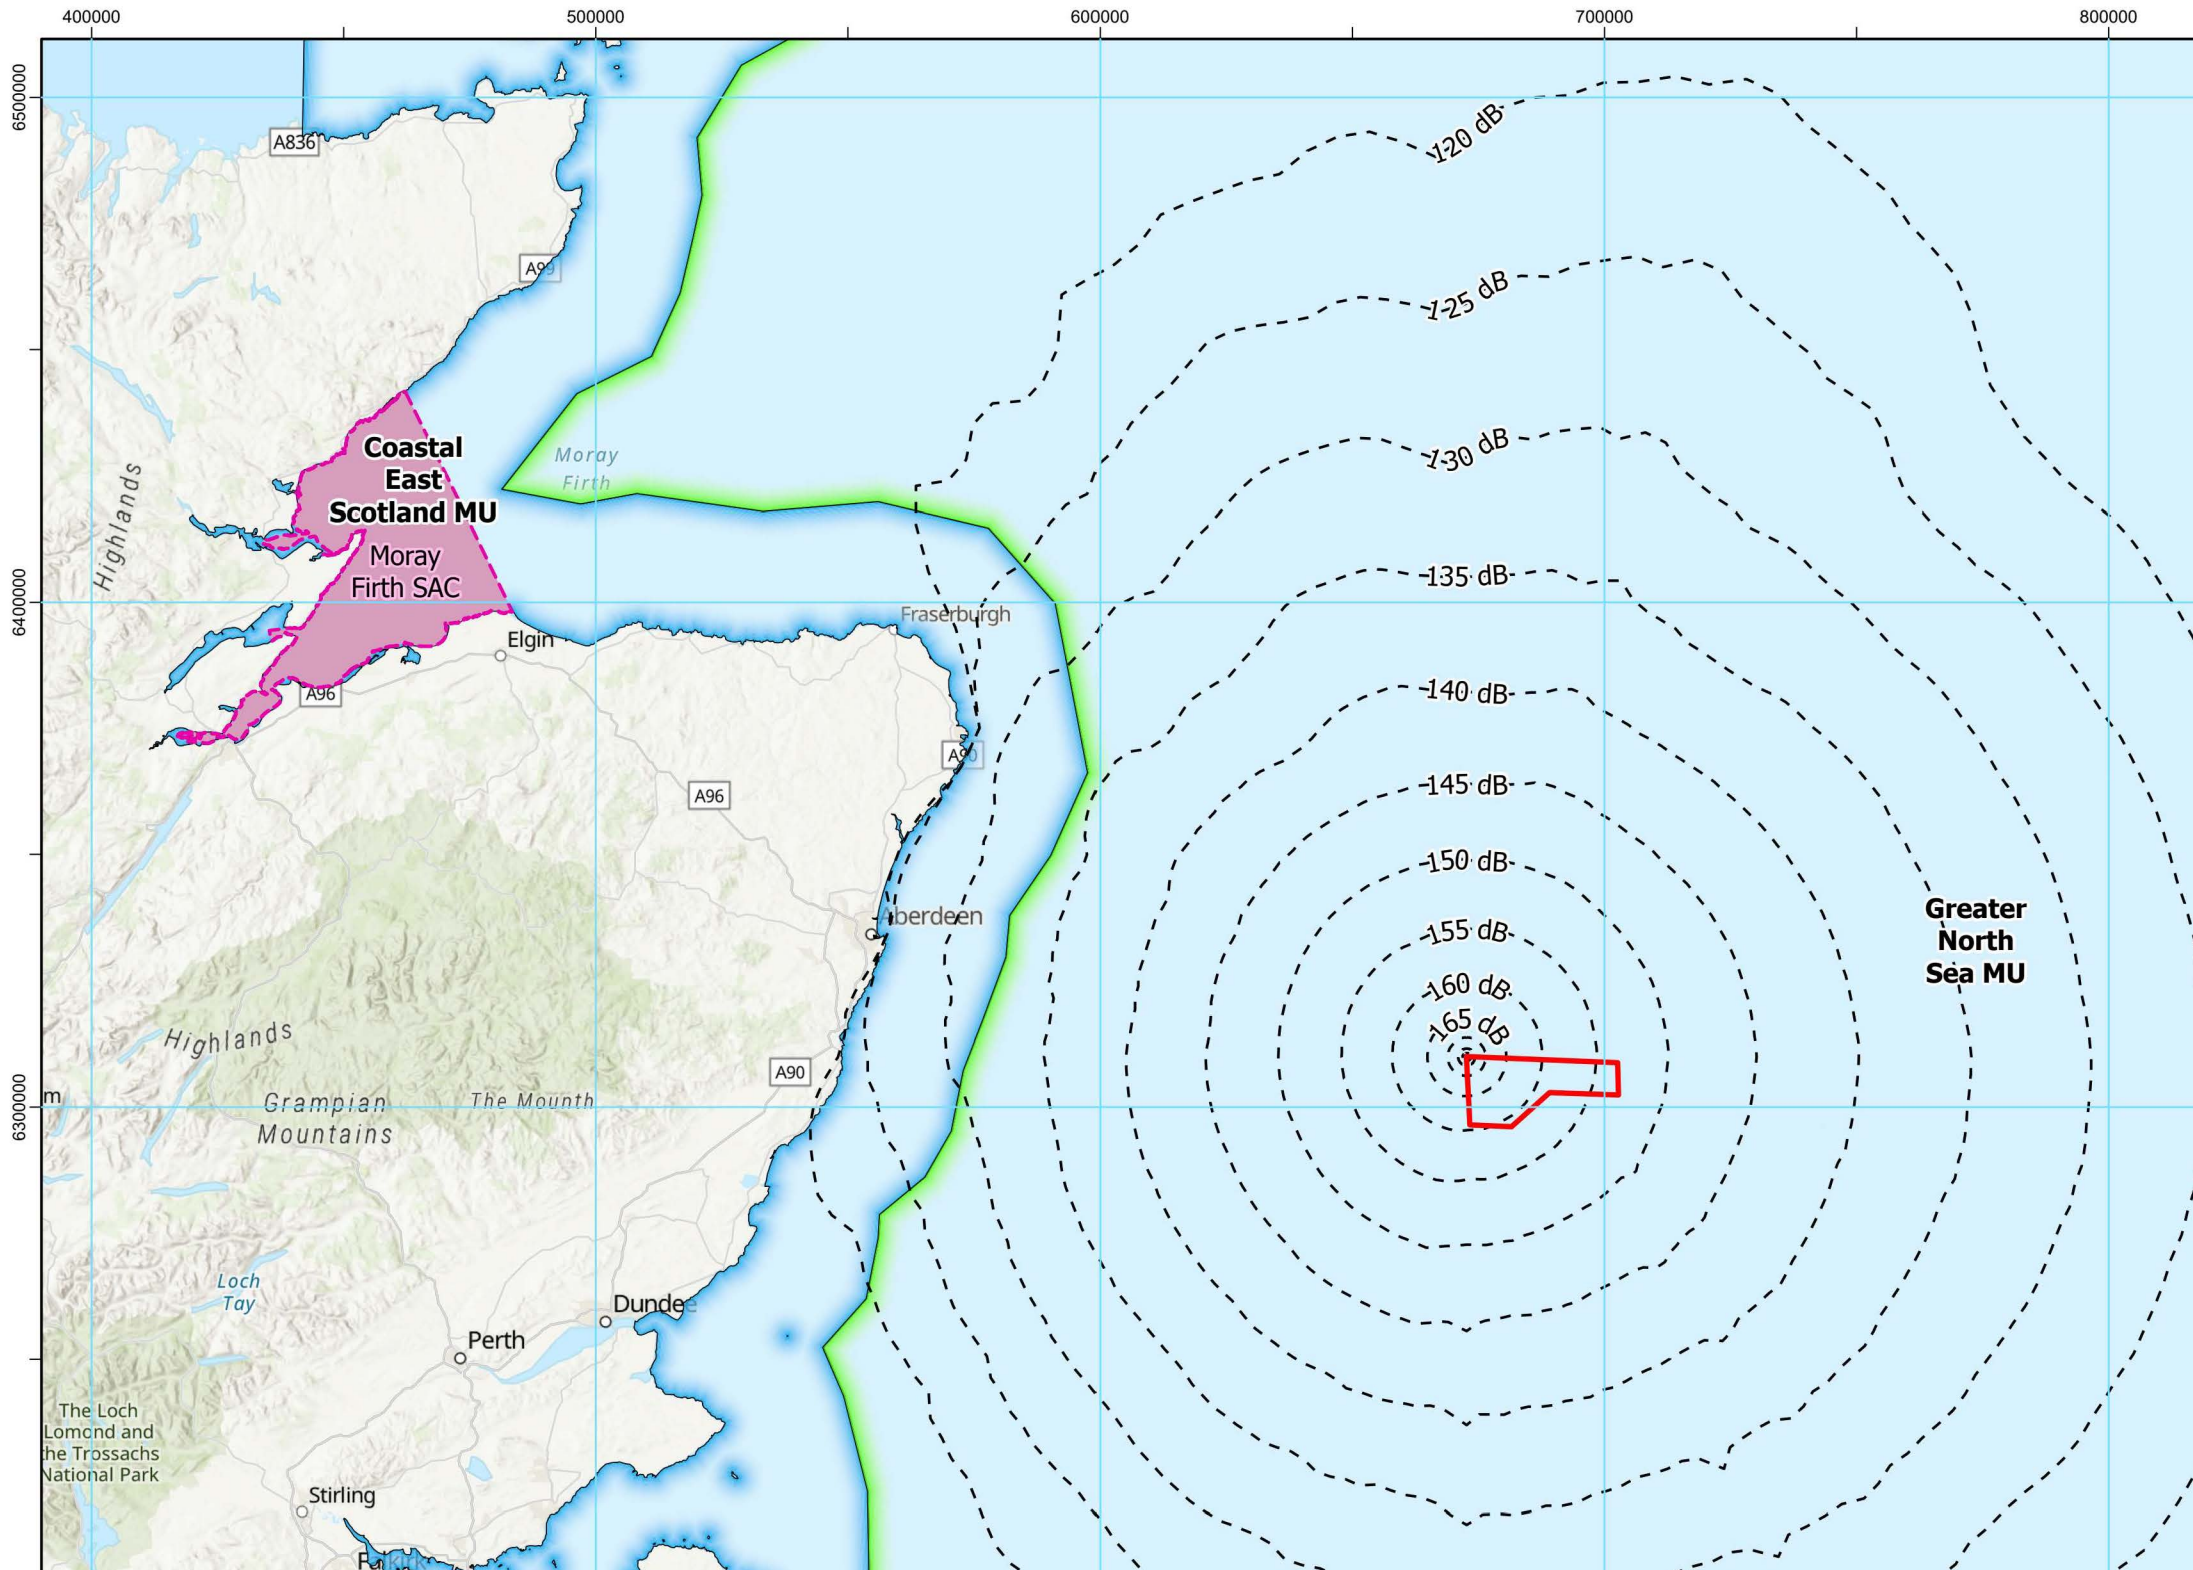 400000
500000
600000
700000
800000
6500000
6400000
6300000
A836
A99
120 dB
125 dB
130 dB
135 dB
140 dB
145 dB
150 dB
155 dB
160 dB
165 dB
Moray
Firth
Coastal
East
Scotland MU
Moray
Firth SAC
Highlands
Fraserburgh
Elgin
A96
A90
A96
Aberdeen
Greater
North
Sea MU
Highlands
A90
m
Grampian
Mountains
The Mounth
Loch
Tay
Dundee
Perth
The Loch
Lomond and
the Trossachs
National Park
Stirling
Falkirk